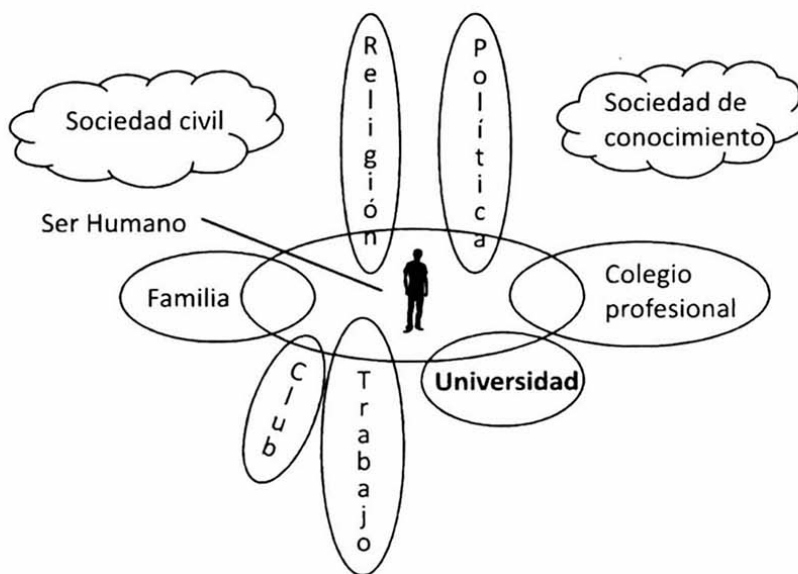 Religión
Política
Sociedad civil
Sociedad de
conocimiento
Ser Humano
Familia
Colegio
profesional
Club
Trabajo
Universidad